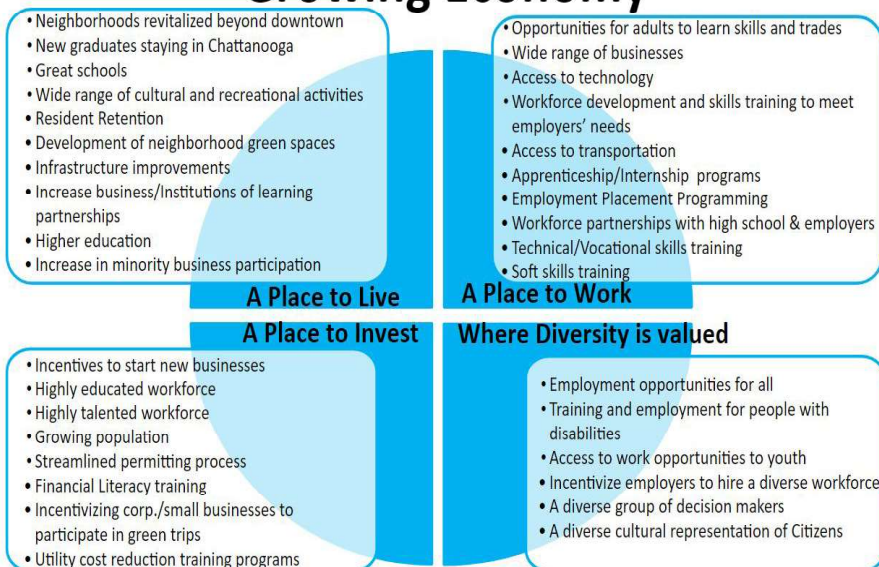 Growing Economy
• Neighborhoods revitalized beyond downtown
• New graduates staying in Chattanooga
• Great schools
• Wide range of cultural and recreational activities
• Resident Retention
• Development of neighborhood green spaces
• Infrastructure improvements
• Increase business/Institutions of learning
partnerships
• Higher education
• Increase in minority business participation
A Place to Live
• Opportunities for adults to learn skills and trades
• Wide range of businesses
• Access to technology
• Workforce development and skills training to meet
employers' needs
• Access to transportation
• Apprenticeship/Internship programs
• Employment Placement Programming
• Workforce partnerships with high school & employers
• Technical/Vocational skills training
• Soft skills training
A Place to Work
A Place to Invest
• Incentives to start new businesses
• Highly educated workforce
• Highly talented workforce
• Growing population
• Streamlined permitting process
• Financial Literacy training
• Incentivizing corp./small businesses to
participate in green trips
• Utility cost reduction training programs
Where Diversity is valued
• Employment opportunities for all
• Training and employment for people with
disabilities
• Access to work opportunities to youth
• Incentivize employers to hire a diverse workforce
• A diverse group of decision makers
• A diverse cultural representation of Citizens